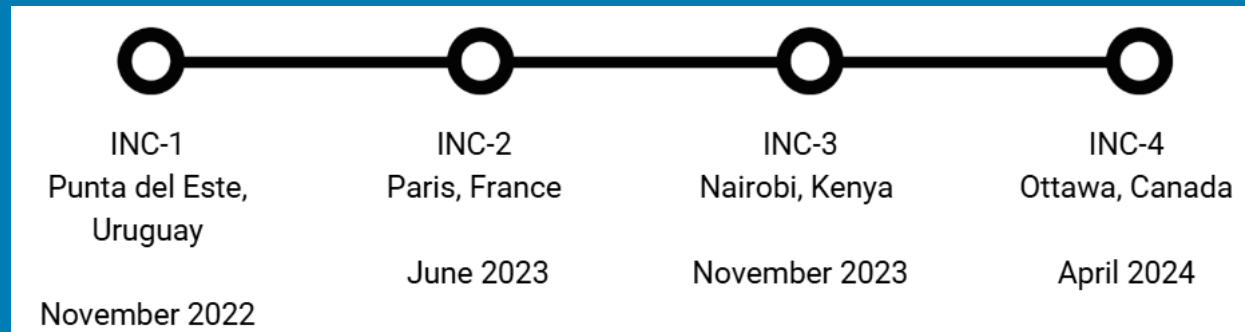 INC-1
Punta del Este,
Uruguay
November 2022
INC-2
Paris, France
June 2023
INC-3
Nairobi, Kenya
November 2023
INC-4
Ottawa, Canada
April 2024